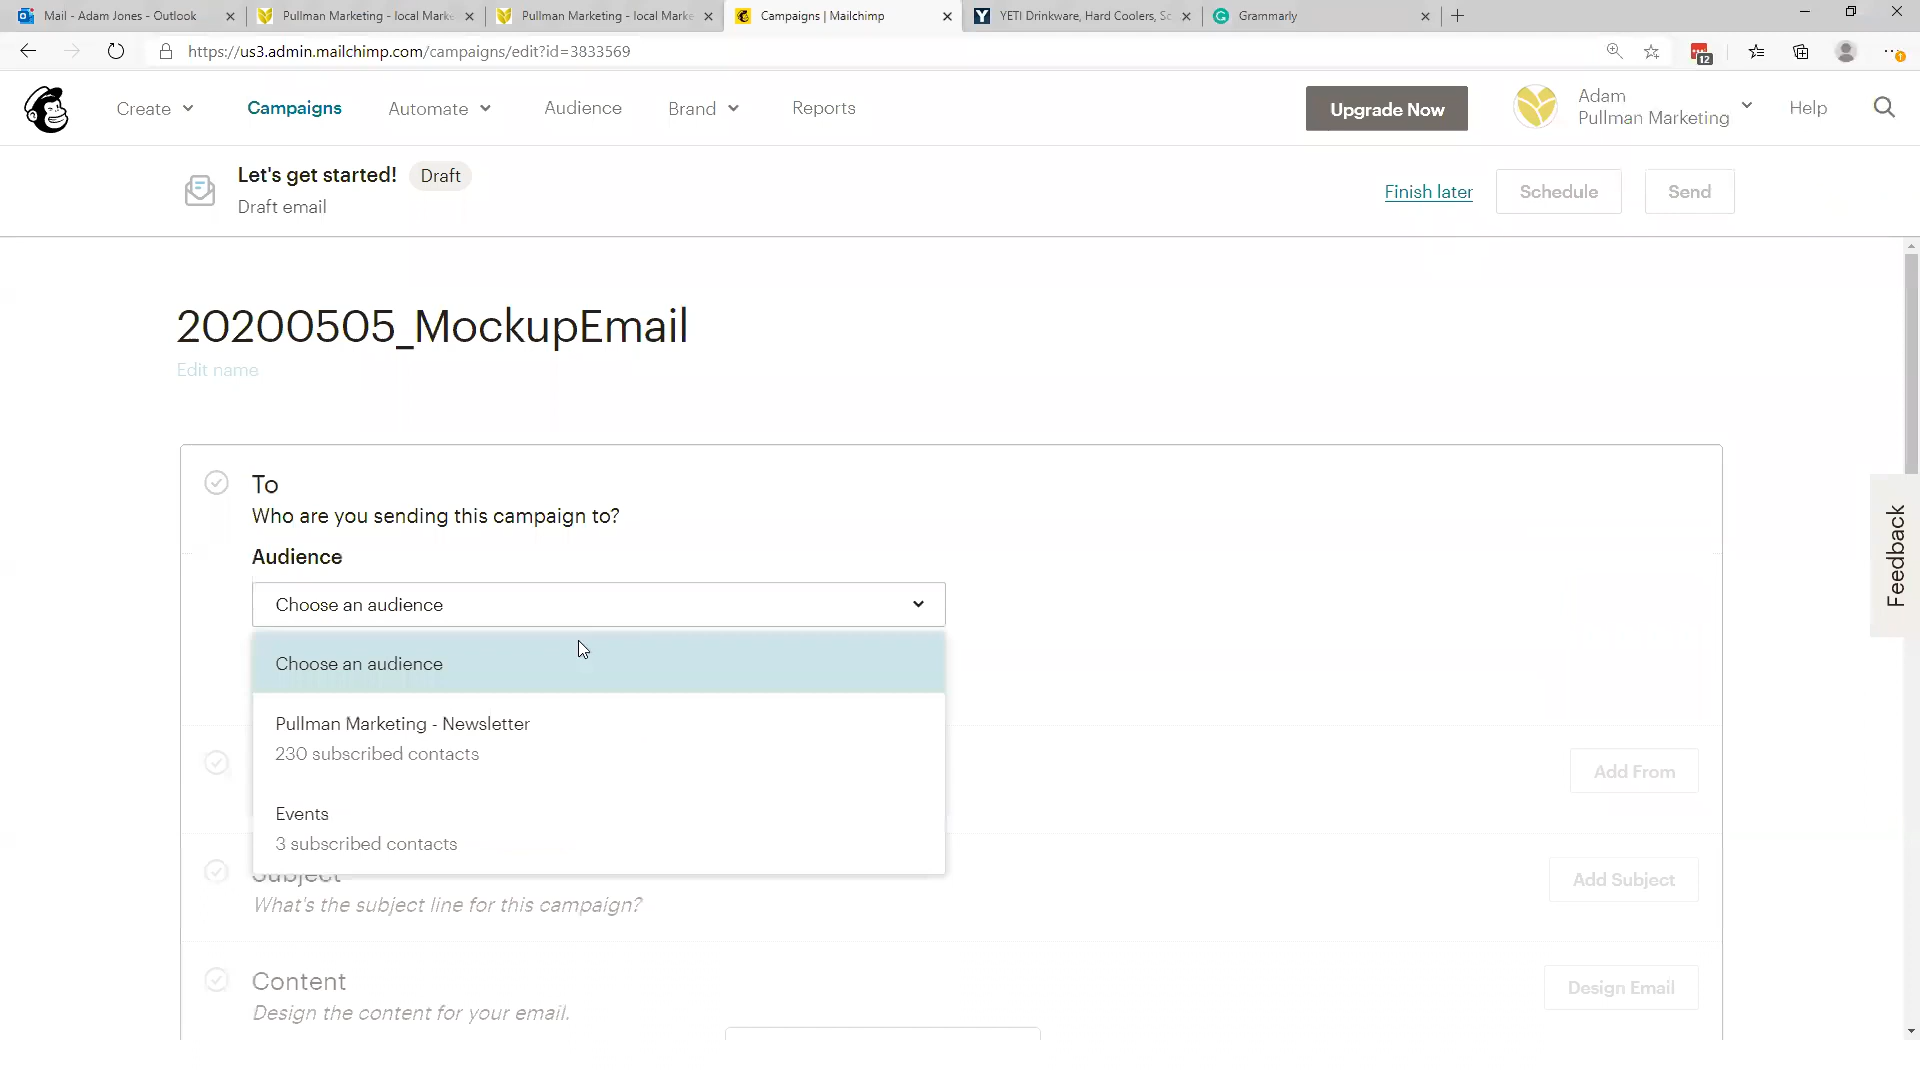 Mail - Adam Jones - Outlook
Pullman Marketing - local Marke
Pullman Marketing - local Marke
Campaigns | Mailchimp
YETI Drinkware, Hard Coolers, Sc
Grammarly
https://us3.admin.mailchimp.com/campaigns/edit?id=3833569
12
1
Create
Campaigns
Automate
Audience
Brand
Reports
Upgrade Now
Adam
Pullman Marketing
Help
Let's get started!
Draft
Draft email
Finish later
Schedule
Send
20200505_MockupEmail
Edit name
To
Who are you sending this campaign to?
Audience
Choose an audience
Choose an audience
Pullman Marketing - Newsletter
230 subscribed contacts
Events
3 subscribed contacts
Add From
Subject
What's the subject line for this campaign?
Add Subject
Content
Design the content for your email.
Design Email
Feedback